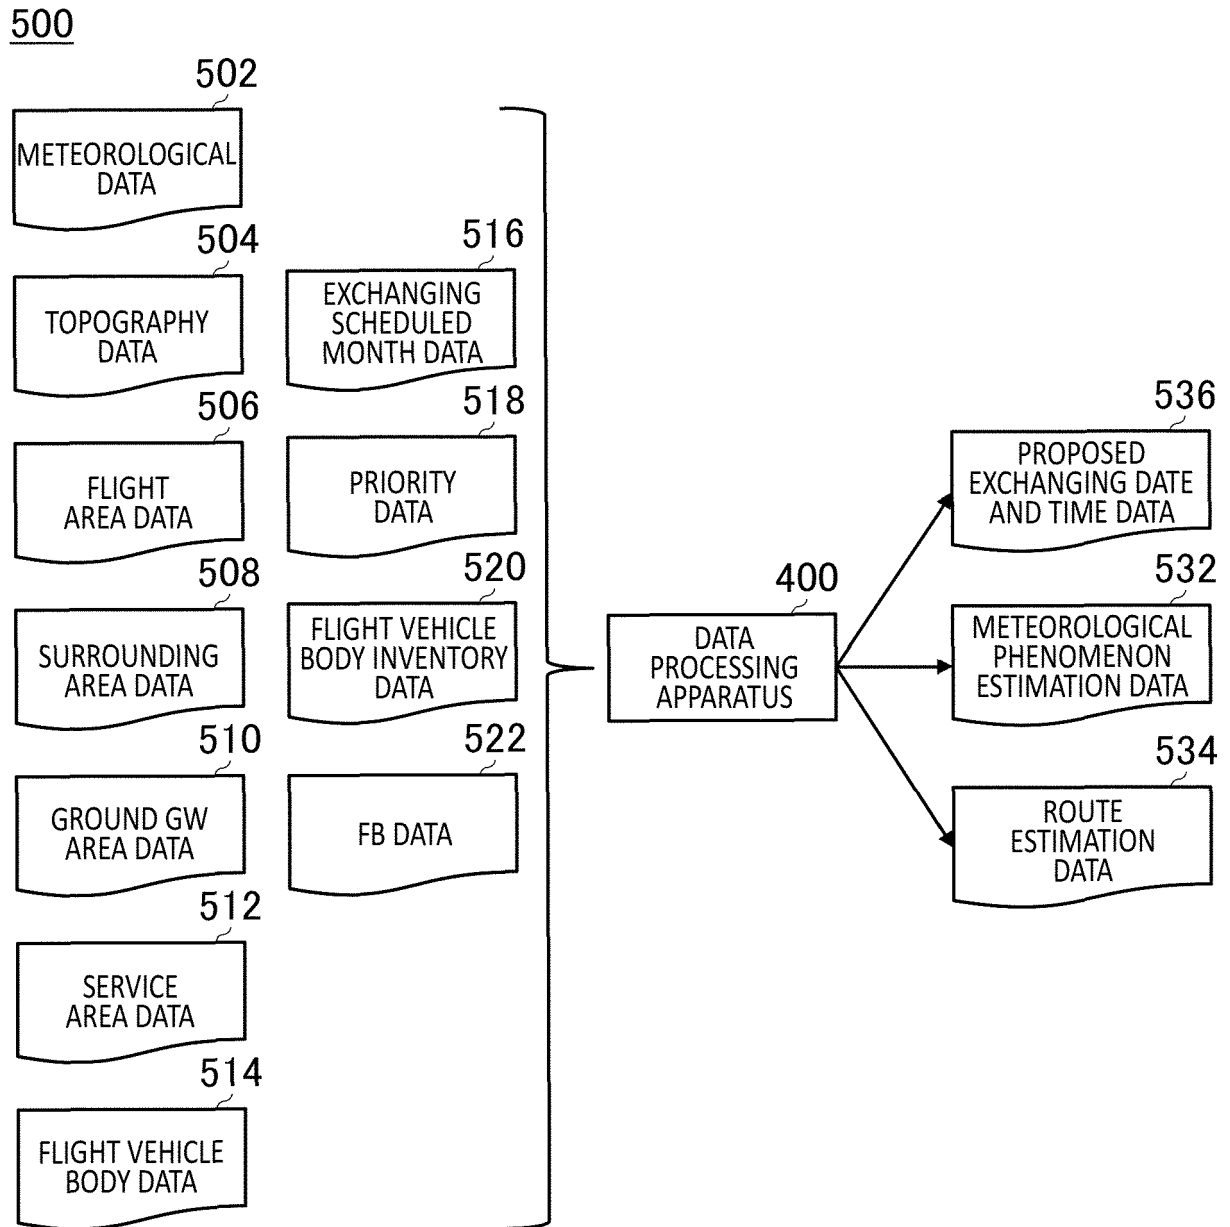 500
502
METEOROLOGICAL
DATA
504
TOPOGRAPHY
DATA
506
FLIGHT
AREA DATA
508
SURROUNDING
AREA DATA
510
GROUND GW
AREA DATA
512
SERVICE
AREA DATA
514
FLIGHT VEHICLE
BODY DATA
516
EXCHANGING
SCHEDULED
MONTH DATA
518
PRIORITY
DATA
520
FLIGHT VEHICLE
BODY INVENTORY
DATA
522
FB DATA
400
DATA
PROCESSING
APPARATUS
536
PROPOSED
EXCHANGING DATE
AND TIME DATA
532
METEOROLOGICAL
PHENOMENON
ESTIMATION DATA
534
ROUTE
ESTIMATION
DATA